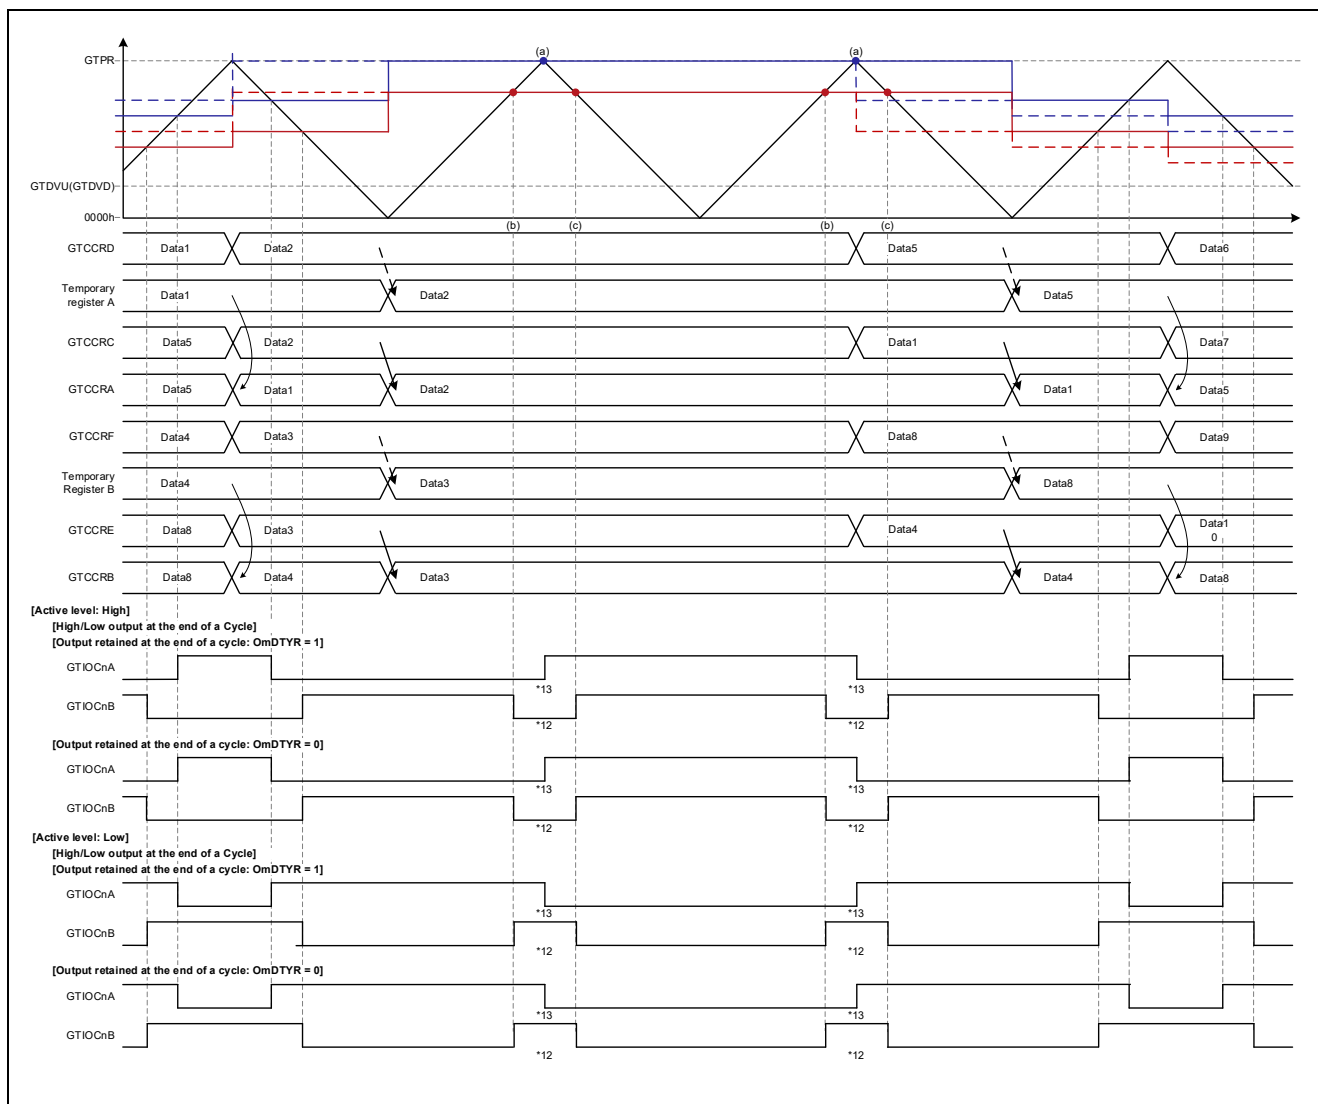 (a) (a)
GTPR
GTDVU(GTDVD)
0000h
(b) (c) (b) (c)
GTCCRD Data1 Data2 Data5 Data6
Temporary
register A Data1 Data2 Data5
GTCCRC Data5 Data2 Data1 Data7
GTCCRA Data5 Data1 Data2 Data1 Data5
GTCCRF Data4 Data3 Data8 Data9
Temporary
Register B Data4 Data3 Data8
GTCCRE Data8 Data3 Data4 Data1
0
GTCCRB Data8 Data4 Data3 Data4 Data8
[Active level: High]
[High/Low output at the end of a Cycle]
[Output retained at the end of a cycle: OmDTYR = 1]
GTIOCnA
*13 *13
GTIOCnB
*12 *12
[Output retained at the end of a cycle: OmDTYR = 0]
GTIOCnA
*13 *13
GTIOCnB
*12 *12
[Active level: Low]
[High/Low output at the end of a Cycle]
[Output retained at the end of a cycle: OmDTYR = 1]
GTIOCnA
*13 *13
GTIOCnB
*12 *12
[Output retained at the end of a cycle: OmDTYR = 0]
GTIOCnA
*13 *13
GTIOCnB
*12 *12